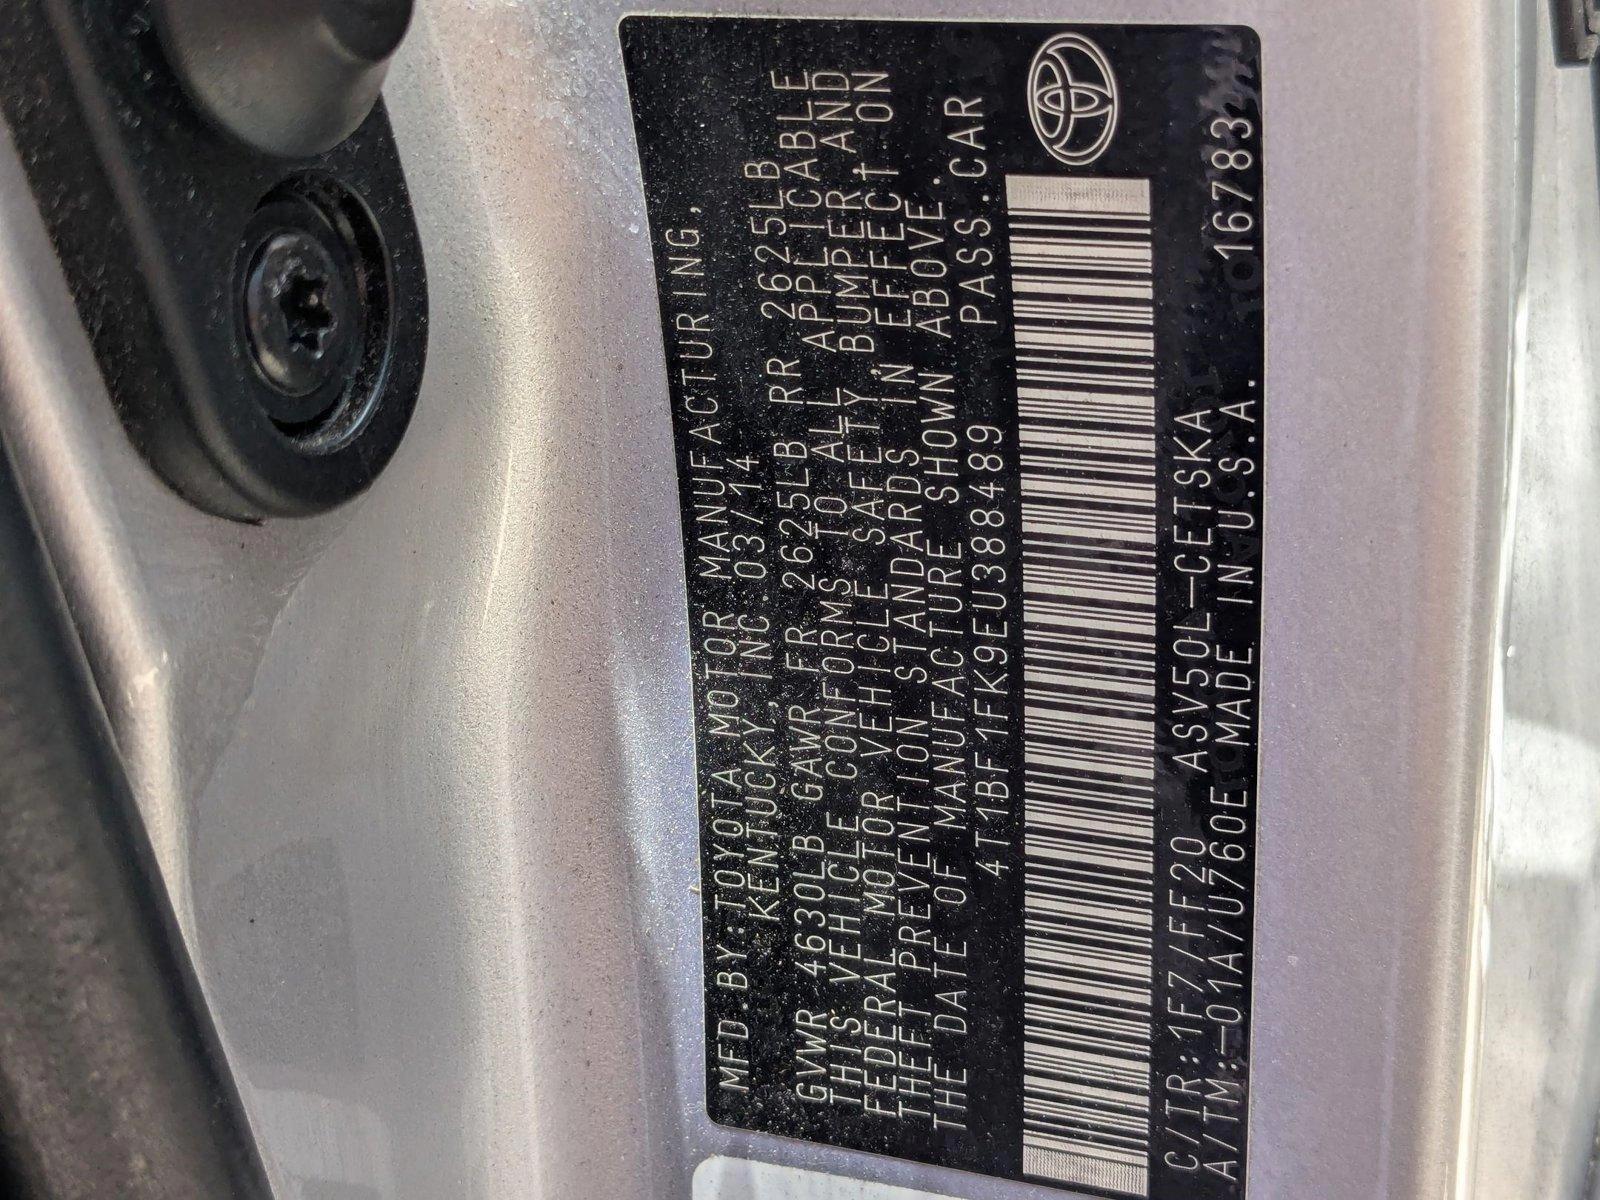 MFD.BY:TOYOTA MOTOR MANUFACTURING,
KENTUCKY,INC 03/14
GVWR 4630LB GAWR FR 2625LB RR 2625LB
THIS VEHICLE CONFORMS TO ALL APPLICABLE
FEDERAL MOTOR VEHICLE SAFETY,BUMPER AND
THEFT PREVENTION STANDARDS IN EFFECT ON
THE DATE OF MANUFACTURE SHOWN ABOVE.
4T1BF1FK9EU388489 PASS.CAR
C/TR:1F7/FF20 ASV50L-CETSKA
A/TM:-01A/U760E MADE IN U.S.A. 16783